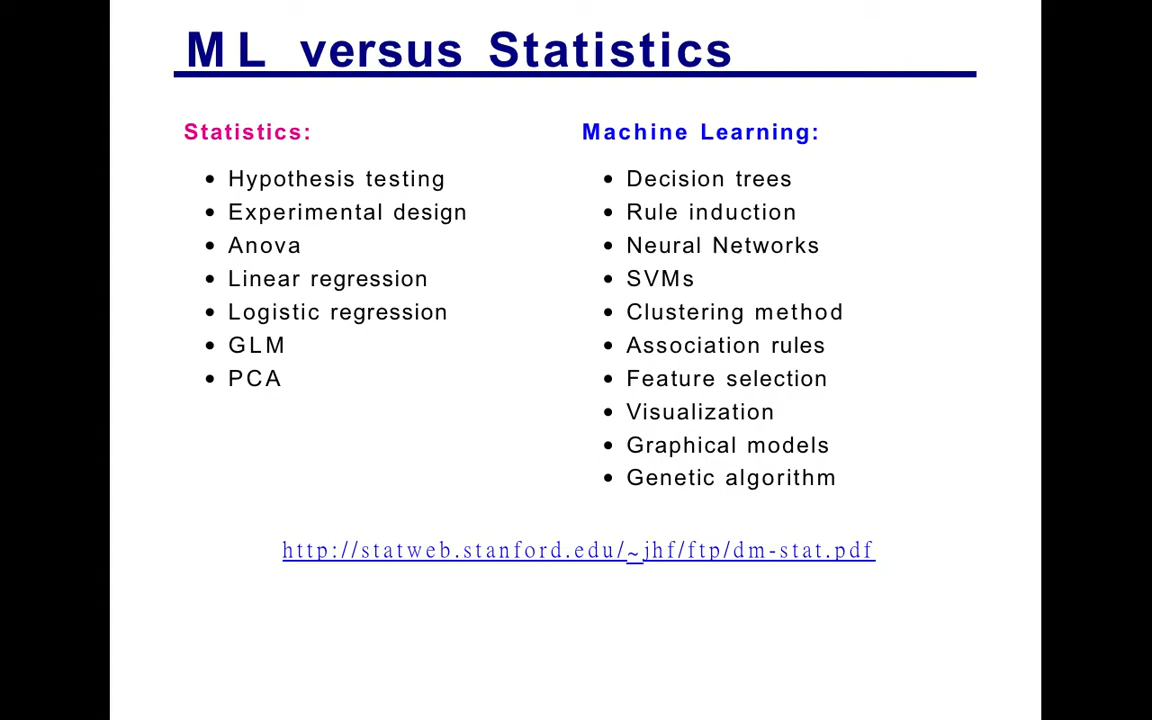 ML versus Statistics
Statistics:
• Hypothesis testing
• Experimental design
• Anova
• Linear regression
• Logistic regression
• GLM
• PCA
Machine Learning:
• Decision trees
• Rule induction
• Neural Networks
• SVMs
• Clustering method
• Association rules
• Feature selection
• Visualization
• Graphical models
• Genetic algorithm
http://statweb.stanford.edu/~jhf/ftp/dm-stat.pdf